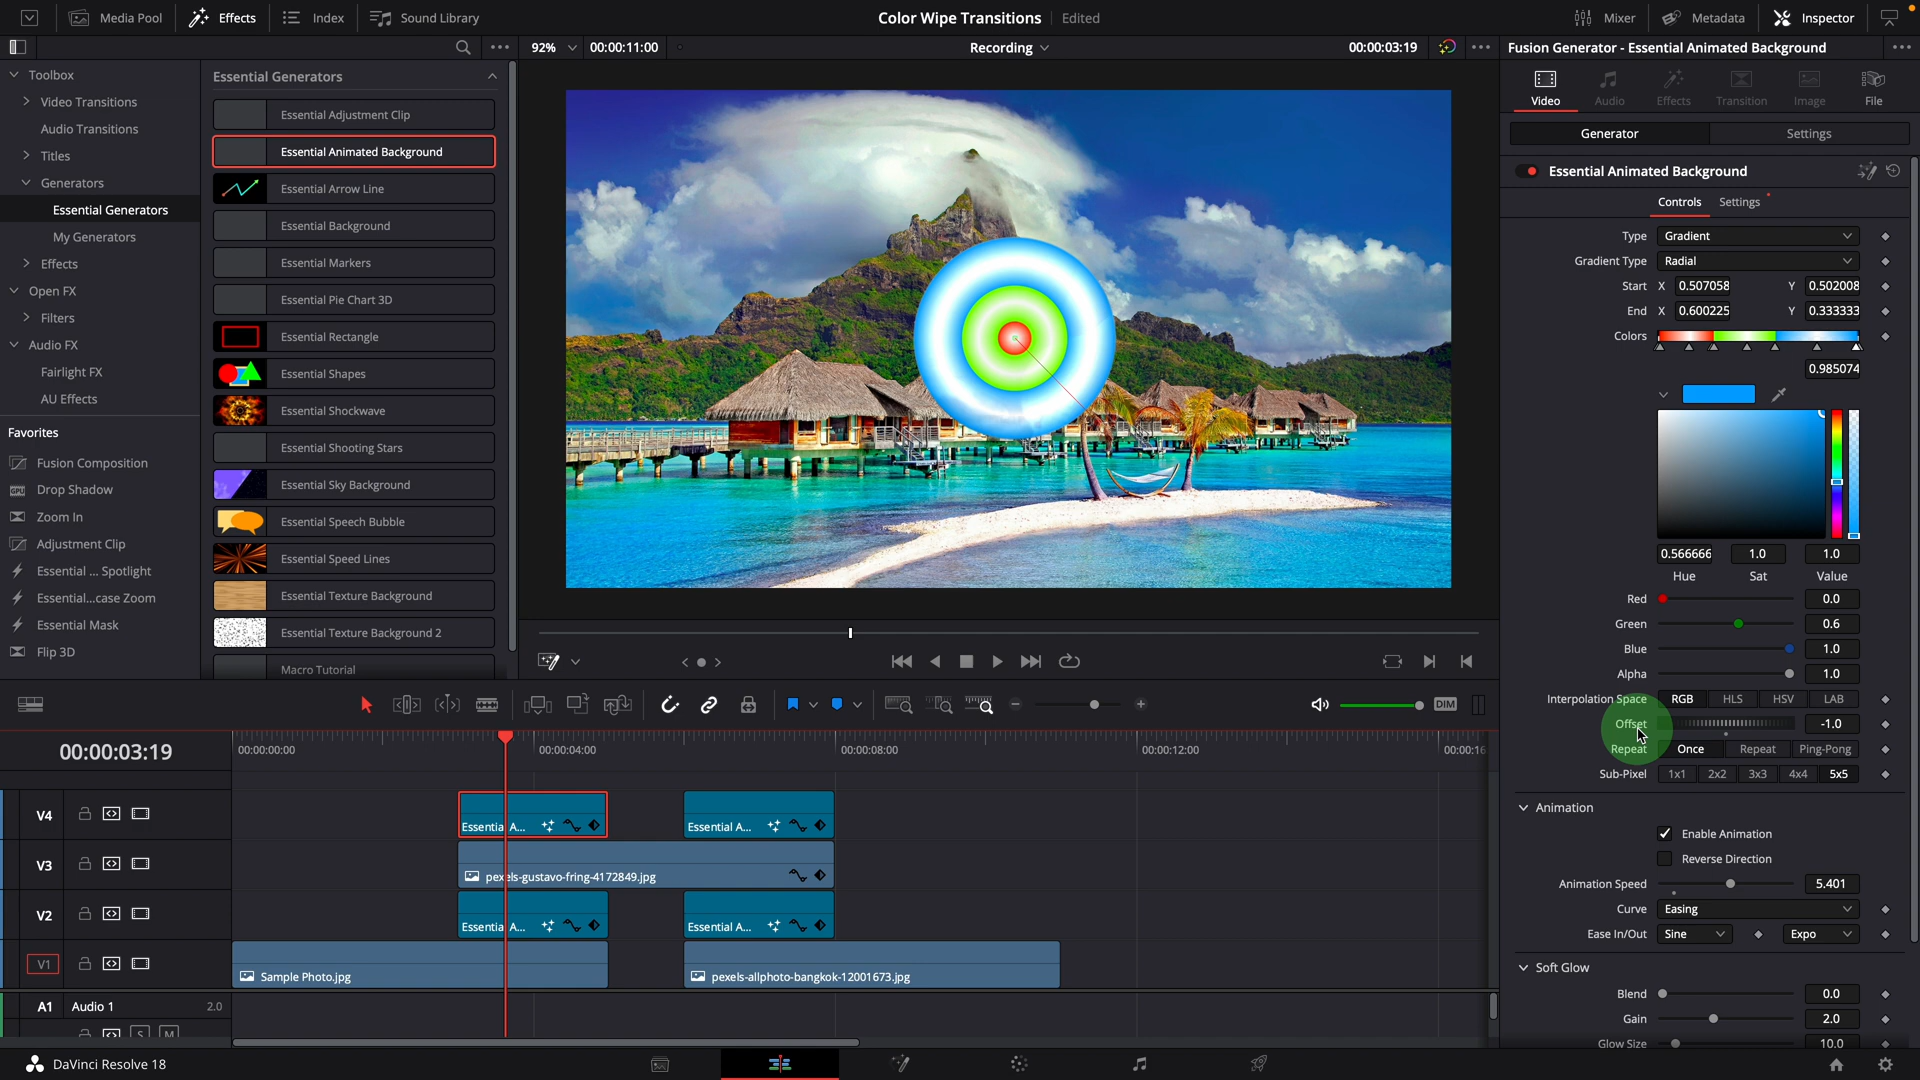 Media Pool
Effects
Index
Sound Library
Color Wipe Transitions
Edited
Mixer
Metadata
Inspector
92%
00:00:11:00
Recording
00:00:03:19
Fusion Generator - Essential Animated Background
Toolbox
Video Transitions
Audio Transitions
Titles
Generators
Essential Generators
My Generators
Effects
Open FX
Filters
Audio FX
Fairlight FX
AU Effects
Favorites
Fusion Composition
Drop Shadow
Zoom In
Adjustment Clip
Essential ... Spotlight
Essential...case Zoom
Essential Mask
Flip 3D
Essential Generators
Essential Adjustment Clip
Essential Animated Background
Essential Arrow Line
Essential Background
Essential Markers
Essential Pie Chart 3D
Essential Rectangle
Essential Shapes
Essential Shockwave
Essential Shooting Stars
Essential Sky Background
Essential Speech Bubble
Essential Speed Lines
Essential Texture Background
Essential Texture Background 2
Macro Tutorial
Video
Audio
Effects
Transition
Image
File
Generator
Settings
Essential Animated Background
Controls
Settings
Type Gradient
Gradient Type Radial
Start X 0.507058 Y 0.502008
End X 0.600225 Y 0.333333
Colors
0.985074
0.566666 1.0 1.0
Hue Sat Value
Red 0.0
Green 0.6
Blue 1.0
Alpha 1.0
Interpolation Space RGB HLS HSV LAB
Offset -1.0
Repeat Once Repeat Ping-Pong
Sub-Pixel 1x1 2x2 3x3 4x4 5x5
Animation
Enable Animation
Reverse Direction
Animation Speed 5.401
Curve Easing
Ease In/Out Sine Expo
Soft Glow
Blend 0.0
Gain 2.0
Glow Size 10.0
DIM
00:00:03:19
00:00:00:00
00:00:04:00
00:00:08:00
00:00:12:00
00:00:16
V4
Essential A...
Essential A...
V3
pexels-gustavo-fring-4172849.jpg
V2
Essential A...
Essential A...
V1
Sample Photo.jpg
pexels-allphoto-bangkok-12001673.jpg
A1 Audio 1 2.0
S M
DaVinci Resolve 18